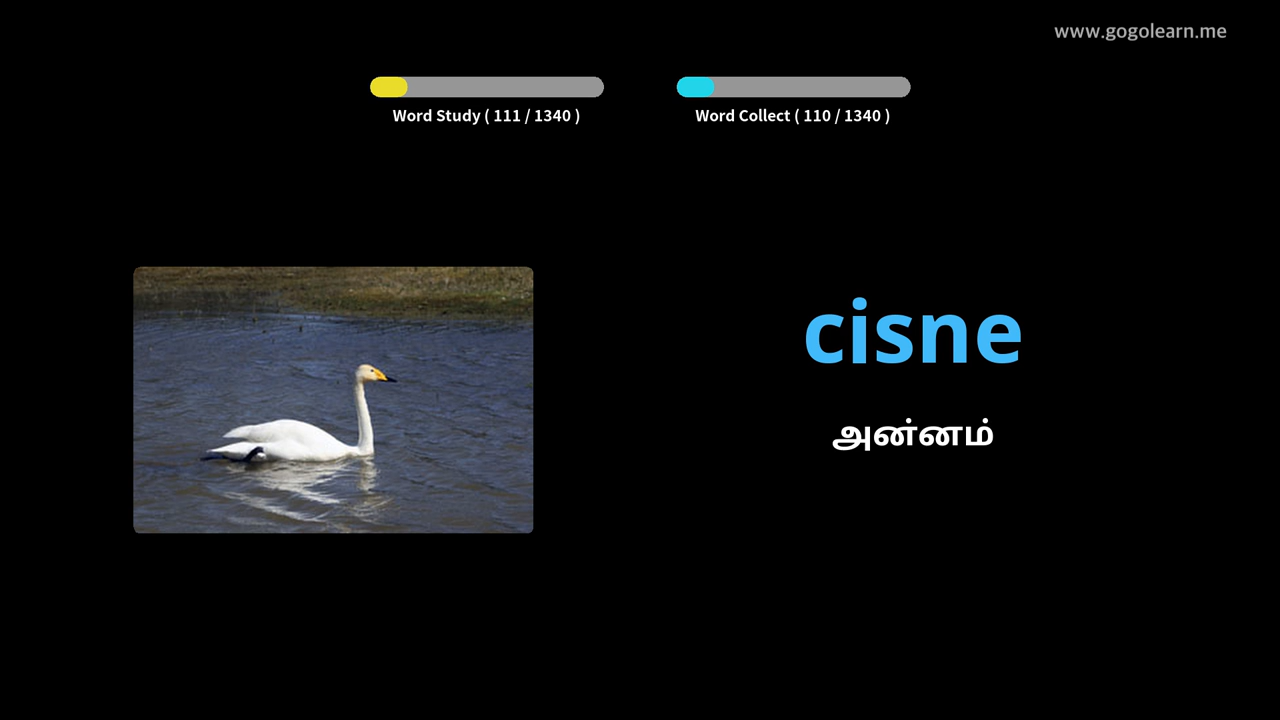 www.gogolearn.me
Word Study ( 111 / 1340 )
Word Collect ( 110 / 1340 )
cisne
அன்னம்